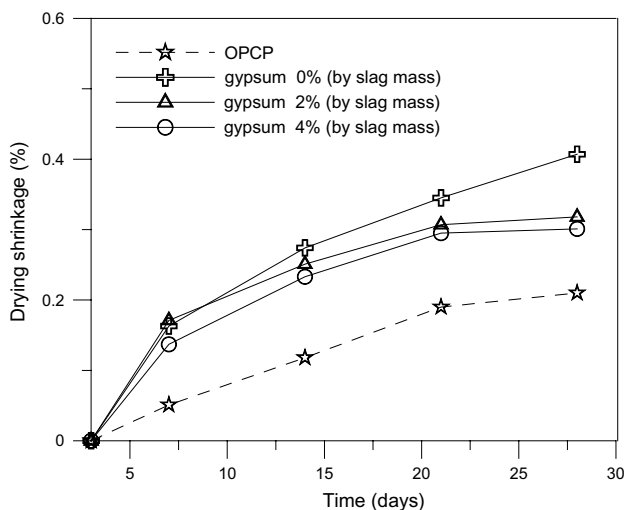 0.6
OPCP
gypsum 0% (by slag mass)
gypsum 2% (by slag mass)
gypsum 4% (by slag mass)
0.4
Drying shrinkage (%)
0.2
0
5 10 15 20 25 30
Time (days)